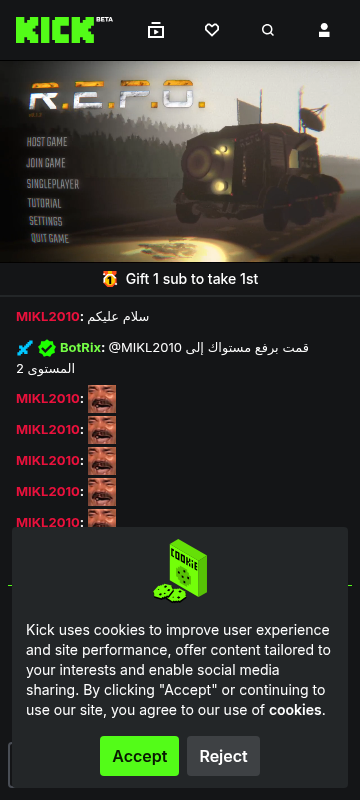 KICK BETA
R.E.P.O.
HOST GAME
JOIN GAME
SINGLEPLAYER
TUTORIAL
SETTINGS
QUIT GAME
1 Gift 1 sub to take 1st
MIKL2010: سلام عليكم
BotRix: @MIKL2010 قمت برفع مستواك إلى
المستوى 2
MIKL2010:
MIKL2010:
MIKL2010:
MIKL2010:
MIKL2010:
COOKIE
Kick uses cookies to improve user experience
and site performance, offer content tailored to
your interests and enable social media
sharing. By clicking "Accept" or continuing to
use our site, you agree to our use of cookies.
Accept Reject